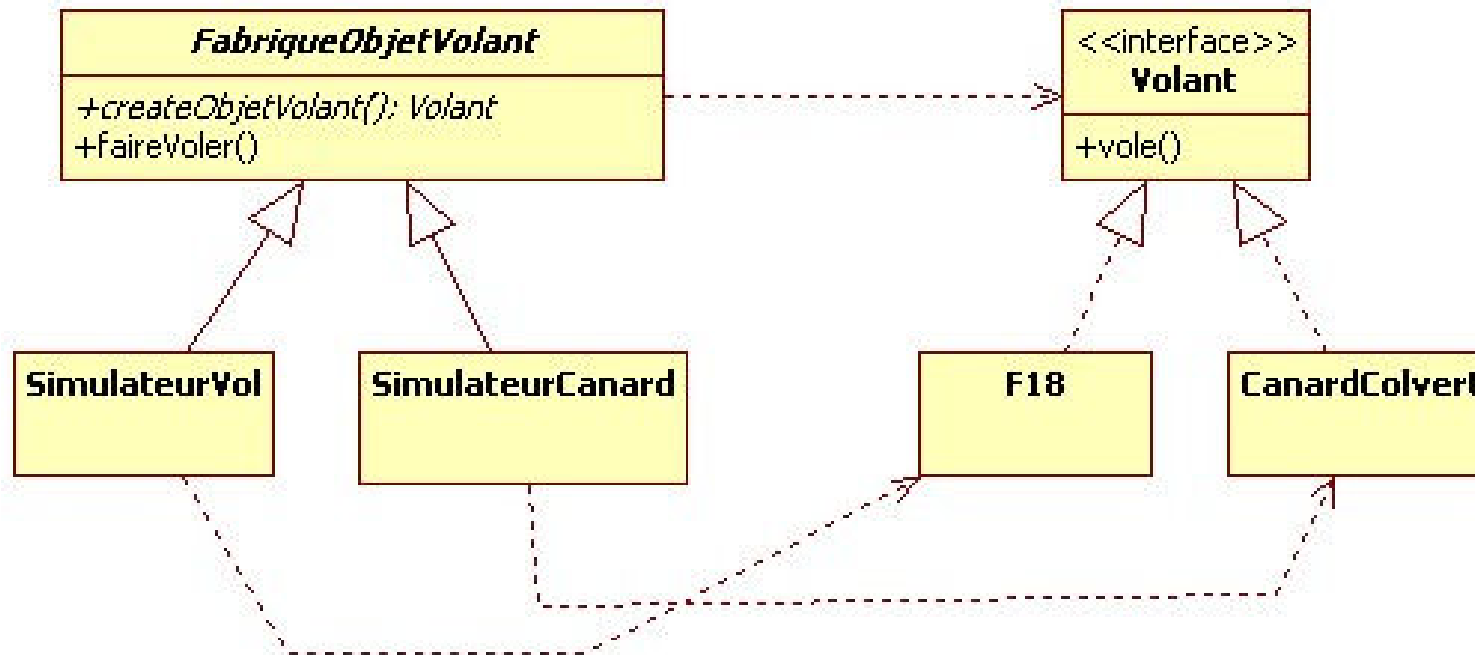 FabriqueObjetVolant
+createObjetVolant(): Volant
+faireVoler()
<<interface>>
Volant
+vole()
SimulateurVol
SimulateurCanard
F18
CanardColvert